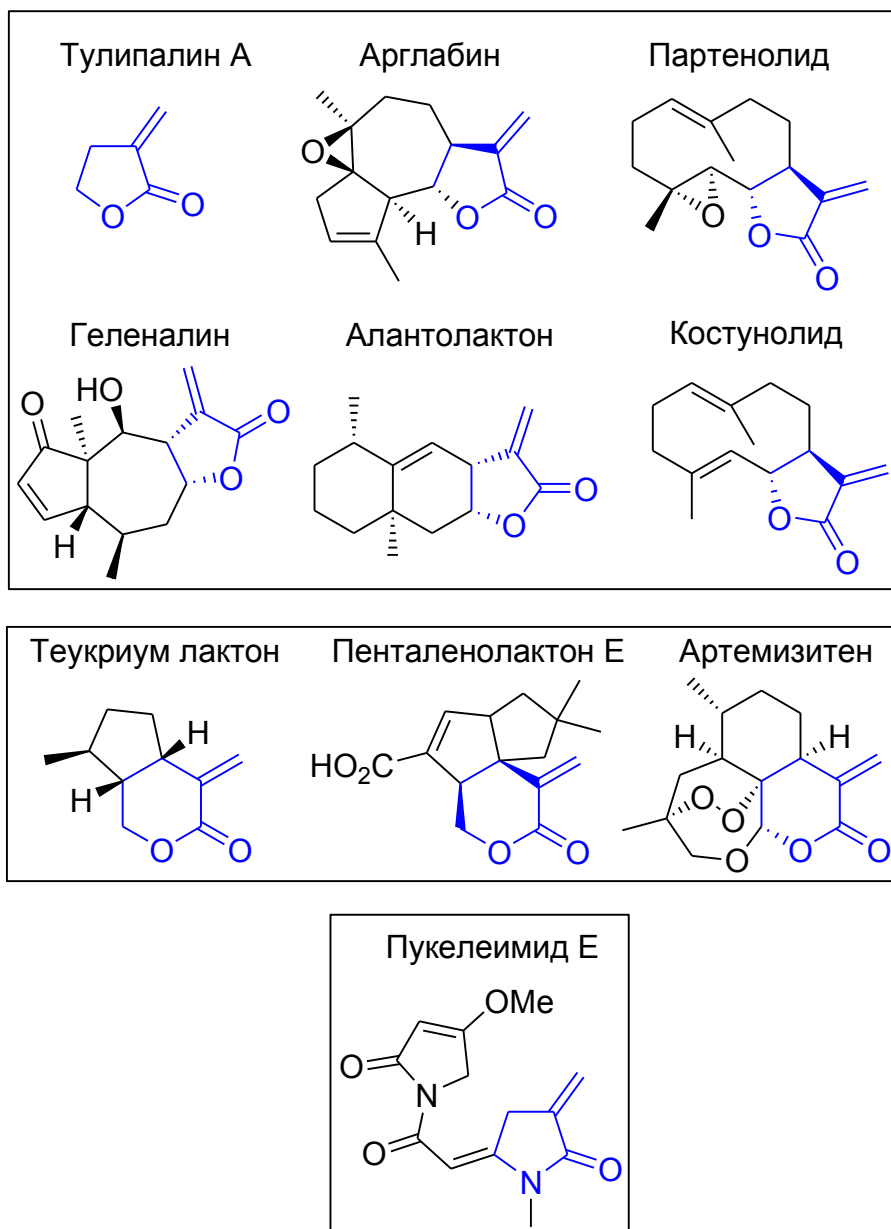 Тулипалин А Арглабин Партенолид
O O O H O O O O O
Геленалин Алантолактон Костунолид
O HO O O H O O O O
Теукриум лактон Пенталенолактон Е Артемизитен
H H O O HO₂C O O H H O O O O O
Пукелеимид Е
OMe
O
N
O
O
N